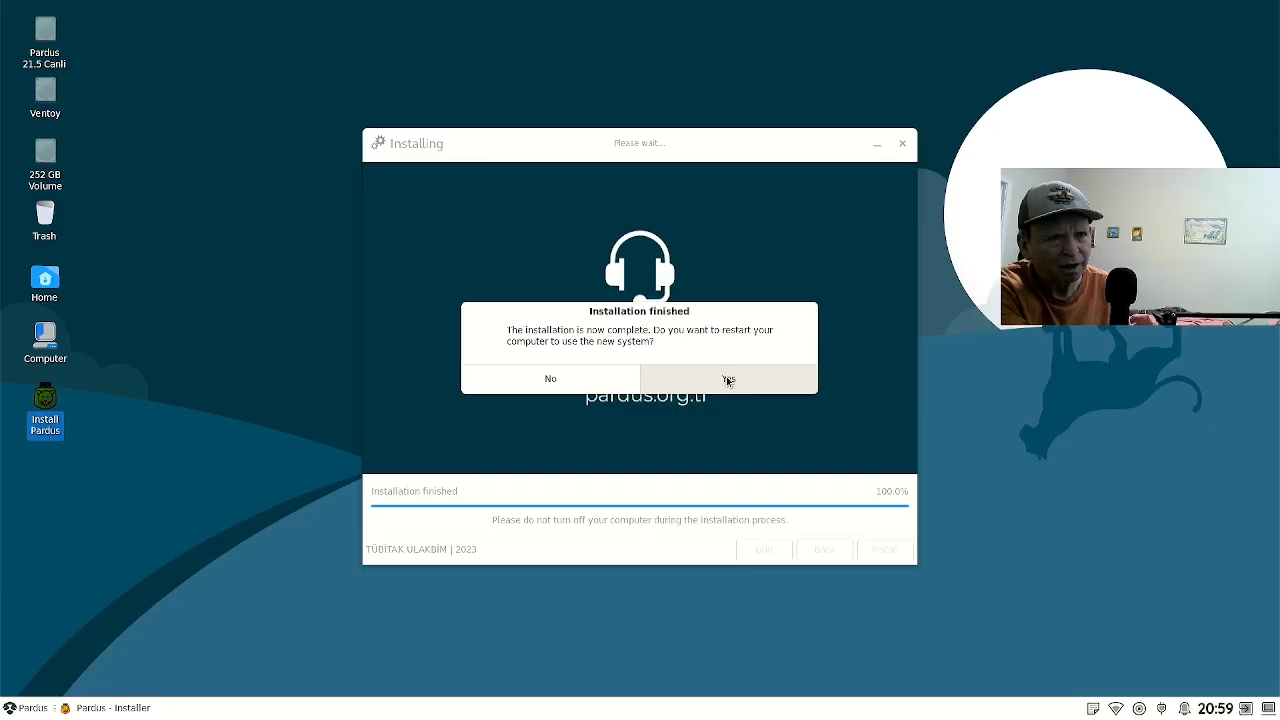 Pardus
21.5 Canli
Ventoy
252 GB
Volume
Trash
Home
Computer
Install
Pardus
Installing
Please wait...
Installation finished
The installation is now complete. Do you want to restart your
computer to use the new system?
No
Yes
pardus.org.tr
Installation finished
100.0%
Please do not turn off your computer during the installation process.
TÜBİTAK ULAKBİM | 2023
Quit
Back
Install
Pardus
Pardus - Installer
20:59